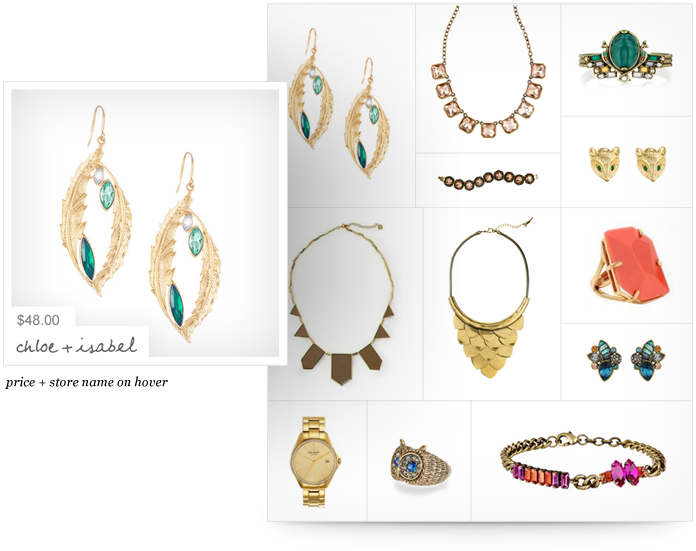 $48.00
chloe + isabel
price + store name on hover